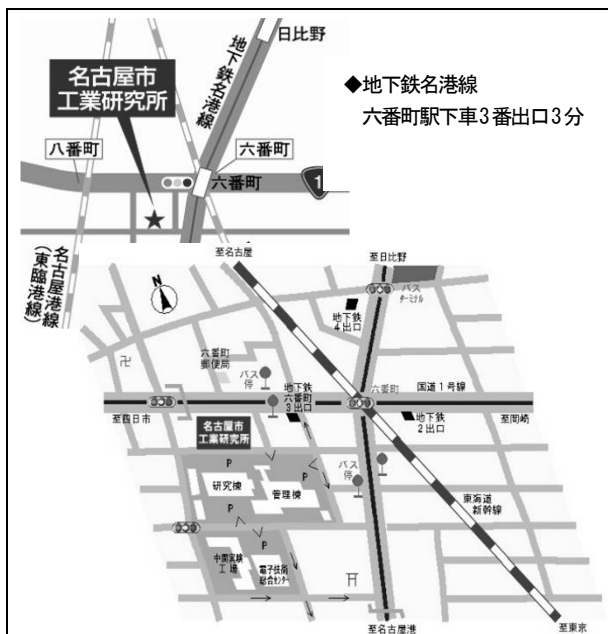 日比野
地下鉄名港線
名古屋市
工業研究所
八番町
六番町
六番町
1
名古屋港線
(東臨港線)
◆地下鉄名港線
六番町駅下車3番出口3分
至名古屋
至日比野
N
バス
ターミナル
地下鉄
4出口
卍
六番町
郵便局
バス
停
地下鉄
六番町
3出口
六番町
国道1号線
至四日市
地下鉄
2出口
至岡崎
名古屋市
工業研究所
P
研究棟
管理棟
P
バス
停
東海道
新幹線
P
中間実験
工場
電子技術
総合センター
至名古屋港
至東京